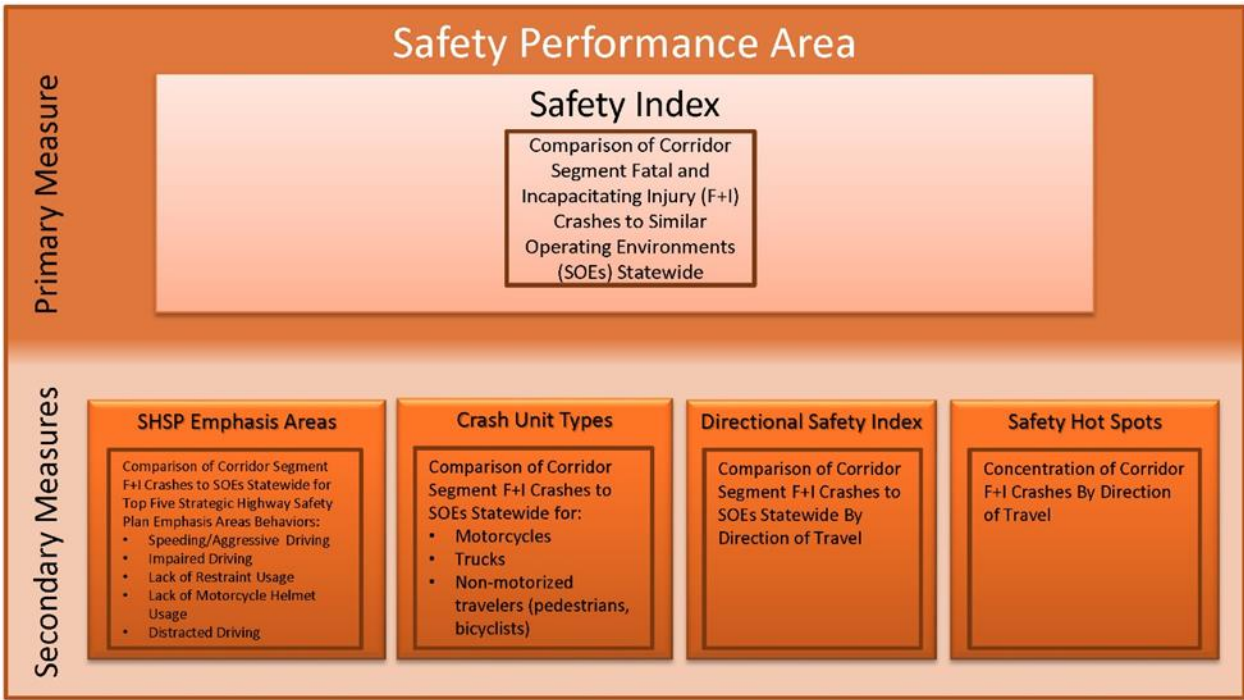 Safety Performance Area
Primary Measure
Safety Index
Comparison of Corridor
Segment Fatal and
Incapacitating Injury (F+I)
Crashes to Similar
Operating Environments
(SOEs) Statewide
Secondary Measures
SHSP Emphasis Areas
Comparison of Corridor Segment
F+I Crashes to SOEs Statewide for
Top Five Strategic Highway Safety
Plan Emphasis Areas Behaviors:
• Speeding/Aggressive Driving
• Impaired Driving
• Lack of Restraint Usage
• Lack of Motorcycle Helmet
Usage
• Distracted Driving
Crash Unit Types
Comparison of Corridor
Segment F+I Crashes to
SOEs Statewide for:
• Motorcycles
• Trucks
• Non-motorized
travelers (pedestrians,
bicyclists)
Directional Safety Index
Comparison of Corridor
Segment F+I Crashes to
SOEs Statewide By
Direction of Travel
Safety Hot Spots
Concentration of Corridor
F+I Crashes By Direction
of Travel